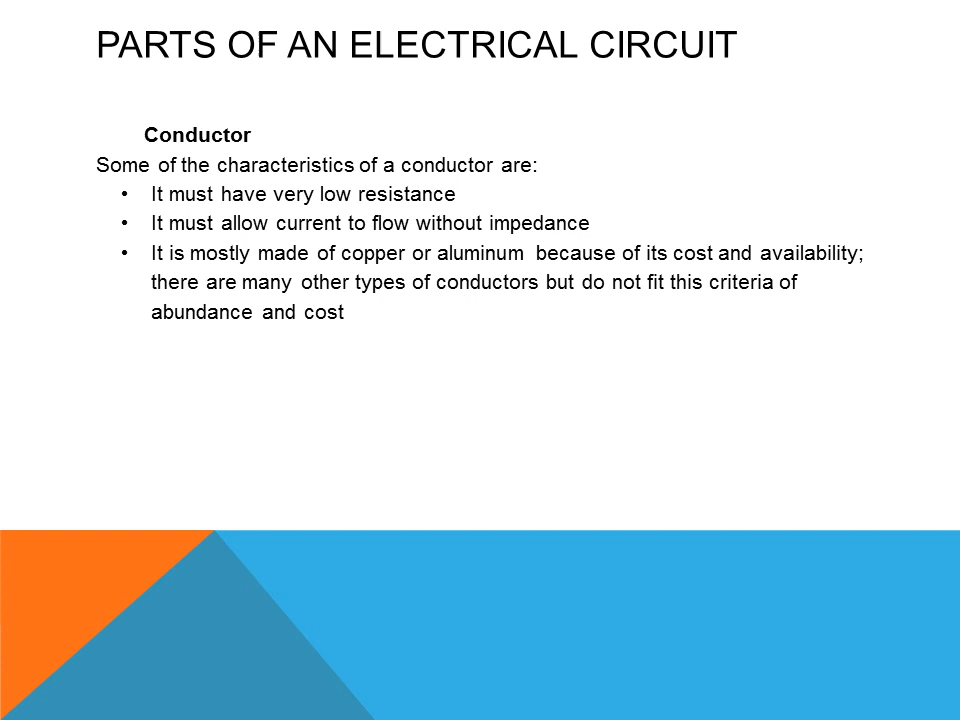 PARTS OF AN ELECTRICAL CIRCUIT
Conductor
Some of the characteristics of a conductor are:
• It must have very low resistance
• It must allow current to flow without impedance
• It is mostly made of copper or aluminum because of its cost and availability;
there are many other types of conductors but do not fit this criteria of
abundance and cost